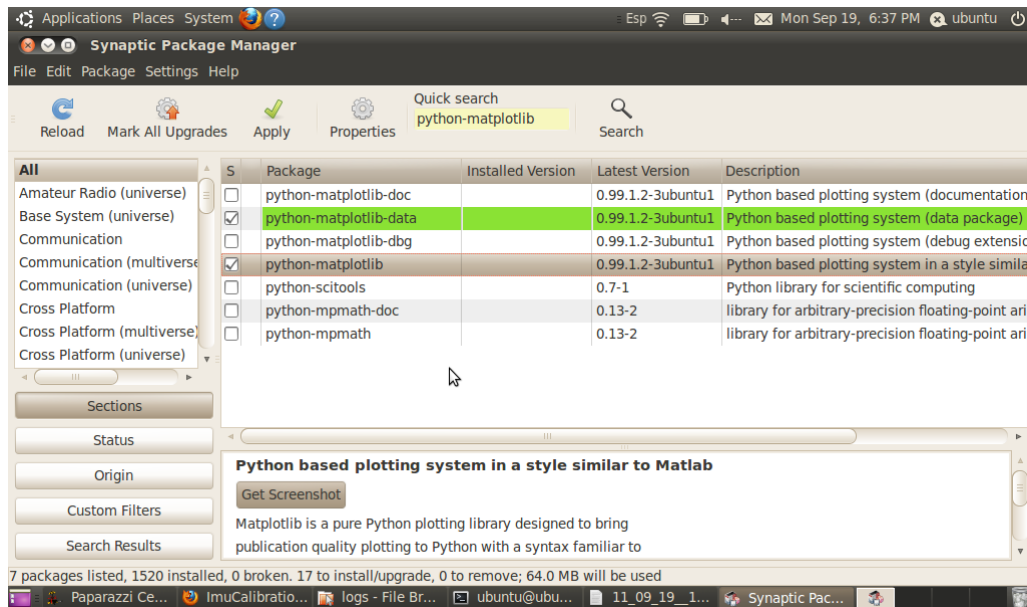 Applications Places System Esp Mon Sep 19, 6:37 PM ubuntu
Synaptic Package Manager
File Edit Package Settings Help
Quick search
python-matplotlib
Reload Mark All Upgrades Apply Properties Search
All
Amateur Radio (universe)
Base System (universe)
Communication
Communication (multiverse
Communication (universe)
Cross Platform
Cross Platform (multiverse)
Cross Platform (universe)
Sections
Status
Origin
Custom Filters
Search Results
S Package Installed Version Latest Version Description
python-matplotlib-doc 0.99.1.2-3ubuntu1 Python based plotting system (documentation
python-matplotlib-data 0.99.1.2-3ubuntu1 Python based plotting system (data package)
python-matplotlib-dbg 0.99.1.2-3ubuntu1 Python based plotting system (debug extensio
python-matplotlib 0.99.1.2-3ubuntu1 Python based plotting system in a style simila
python-scitools 0.7-1 Python library for scientific computing
python-mpmath-doc 0.13-2 library for arbitrary-precision floating-point ari
python-mpmath 0.13-2 library for arbitrary-precision floating-point ari
Python based plotting system in a style similar to Matlab
Get Screenshot
Matplotlib is a pure Python plotting library designed to bring
publication quality plotting to Python with a syntax familiar to
7 packages listed, 1520 installed, 0 broken. 17 to install/upgrade, 0 to remove; 64.0 MB will be used
Paparazzi Ce... ImuCalibratio... logs - File Br... ubuntu@ubu... 11_09_19__1... Synaptic Pac...